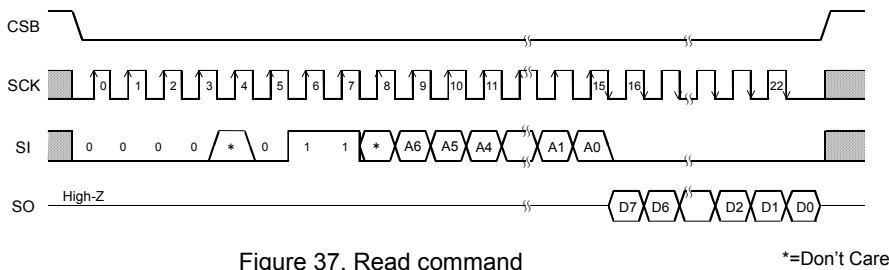 CSB
SCK 0 1 2 3 4 5 6 7 8 9 10 11 15 16 22
SI 0 0 0 0 * 0 1 1 * A6 A5 A4 A1 A0
High-Z
SO D7 D6 D2 D1 D0
Figure 37. Read command
*=Don't Care